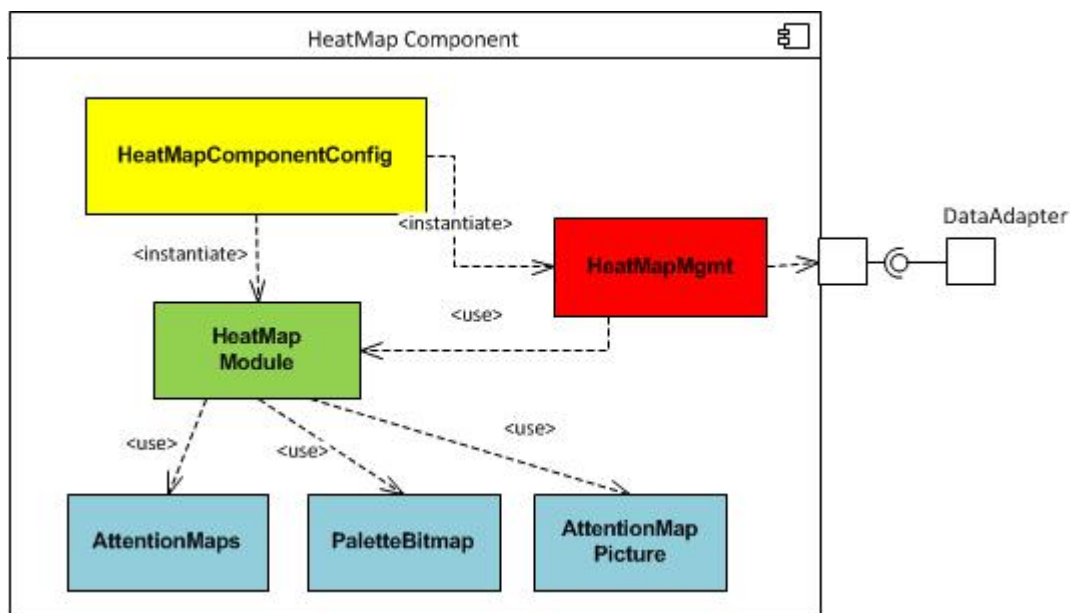 HeatMap Component
HeatMapComponentConfig
<instantiate>
<instantiate>
DataAdapter
HeatMapMgmt
<use>
HeatMap
Module
<use>
<use>
<use>
AttentionMaps
PaletteBitmap
AttentionMap
Picture